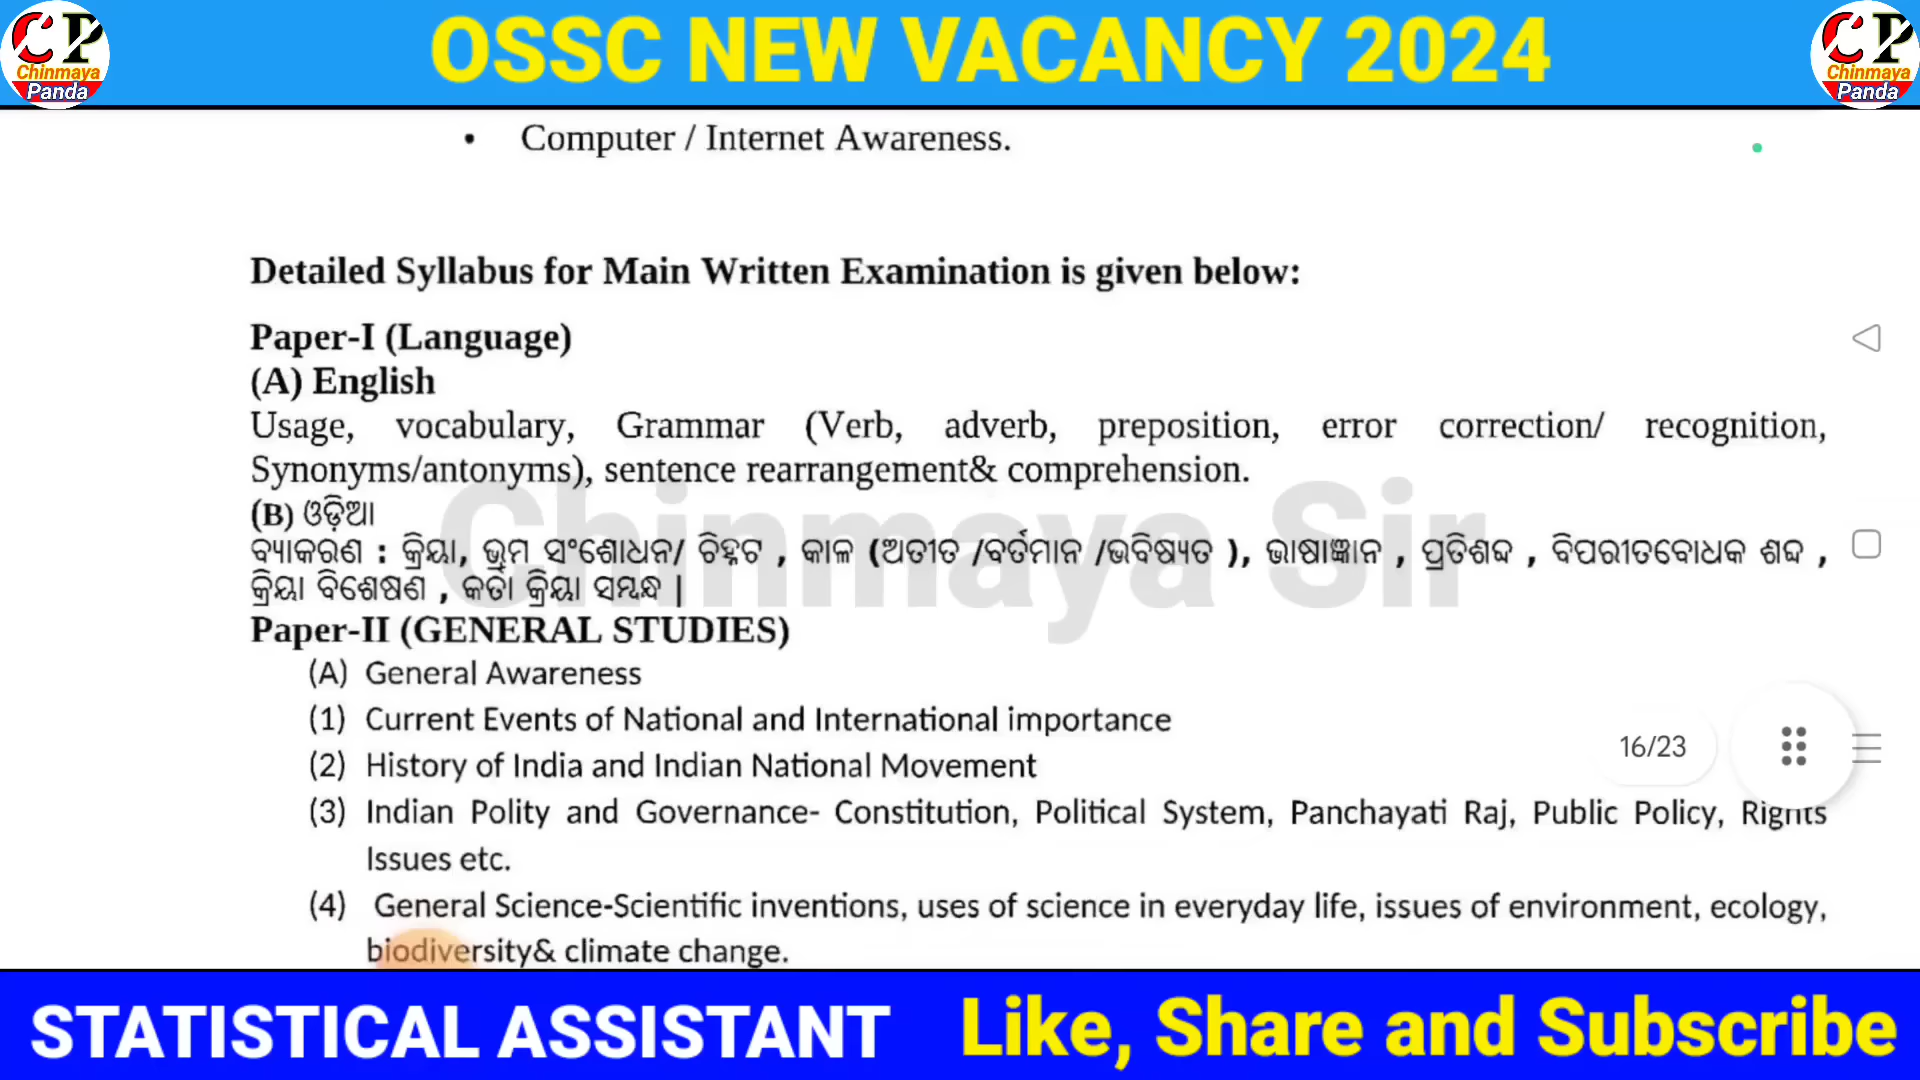 CP Chinmaya Panda
OSSC NEW VACANCY 2024
CP Chinmaya Panda
• Computer / Internet Awareness.
Detailed Syllabus for Main Written Examination is given below:
Paper-I (Language)
(A) English
Usage, vocabulary, Grammar (Verb, adverb, preposition, error correction/ recognition,
Synonyms/antonyms), sentence rearrangement& comprehension.
(B) ଓଡ଼ିଆ
ବ୍ୟାକରଣ : କ୍ରିୟା, ଭ୍ରମ ସଂଶୋଧନ/ ଚିହ୍ନଟ , କାଳ (ଅତୀତ /ବର୍ତମାନ /ଭବିଷ୍ୟତ ), ଭାଷାଜ୍ଞାନ , ପ୍ରତିଶବ୍ଦ , ବିପରୀତବୋଧକ ଶବ୍ଦ ,
କ୍ରିୟା ବିଶେଷଣ , କର୍ତା କ୍ରିୟା ସମ୍ବନ୍ଧ |
Chinmaya Sir
Paper-II (GENERAL STUDIES)
(A) General Awareness
(1) Current Events of National and International importance
(2) History of India and Indian National Movement
16/23
(3) Indian Polity and Governance- Constitution, Political System, Panchayati Raj, Public Policy, Rights
Issues etc.
(4) General Science-Scientific inventions, uses of science in everyday life, issues of environment, ecology,
biodiversity& climate change.
STATISTICAL ASSISTANT Like, Share and Subscribe